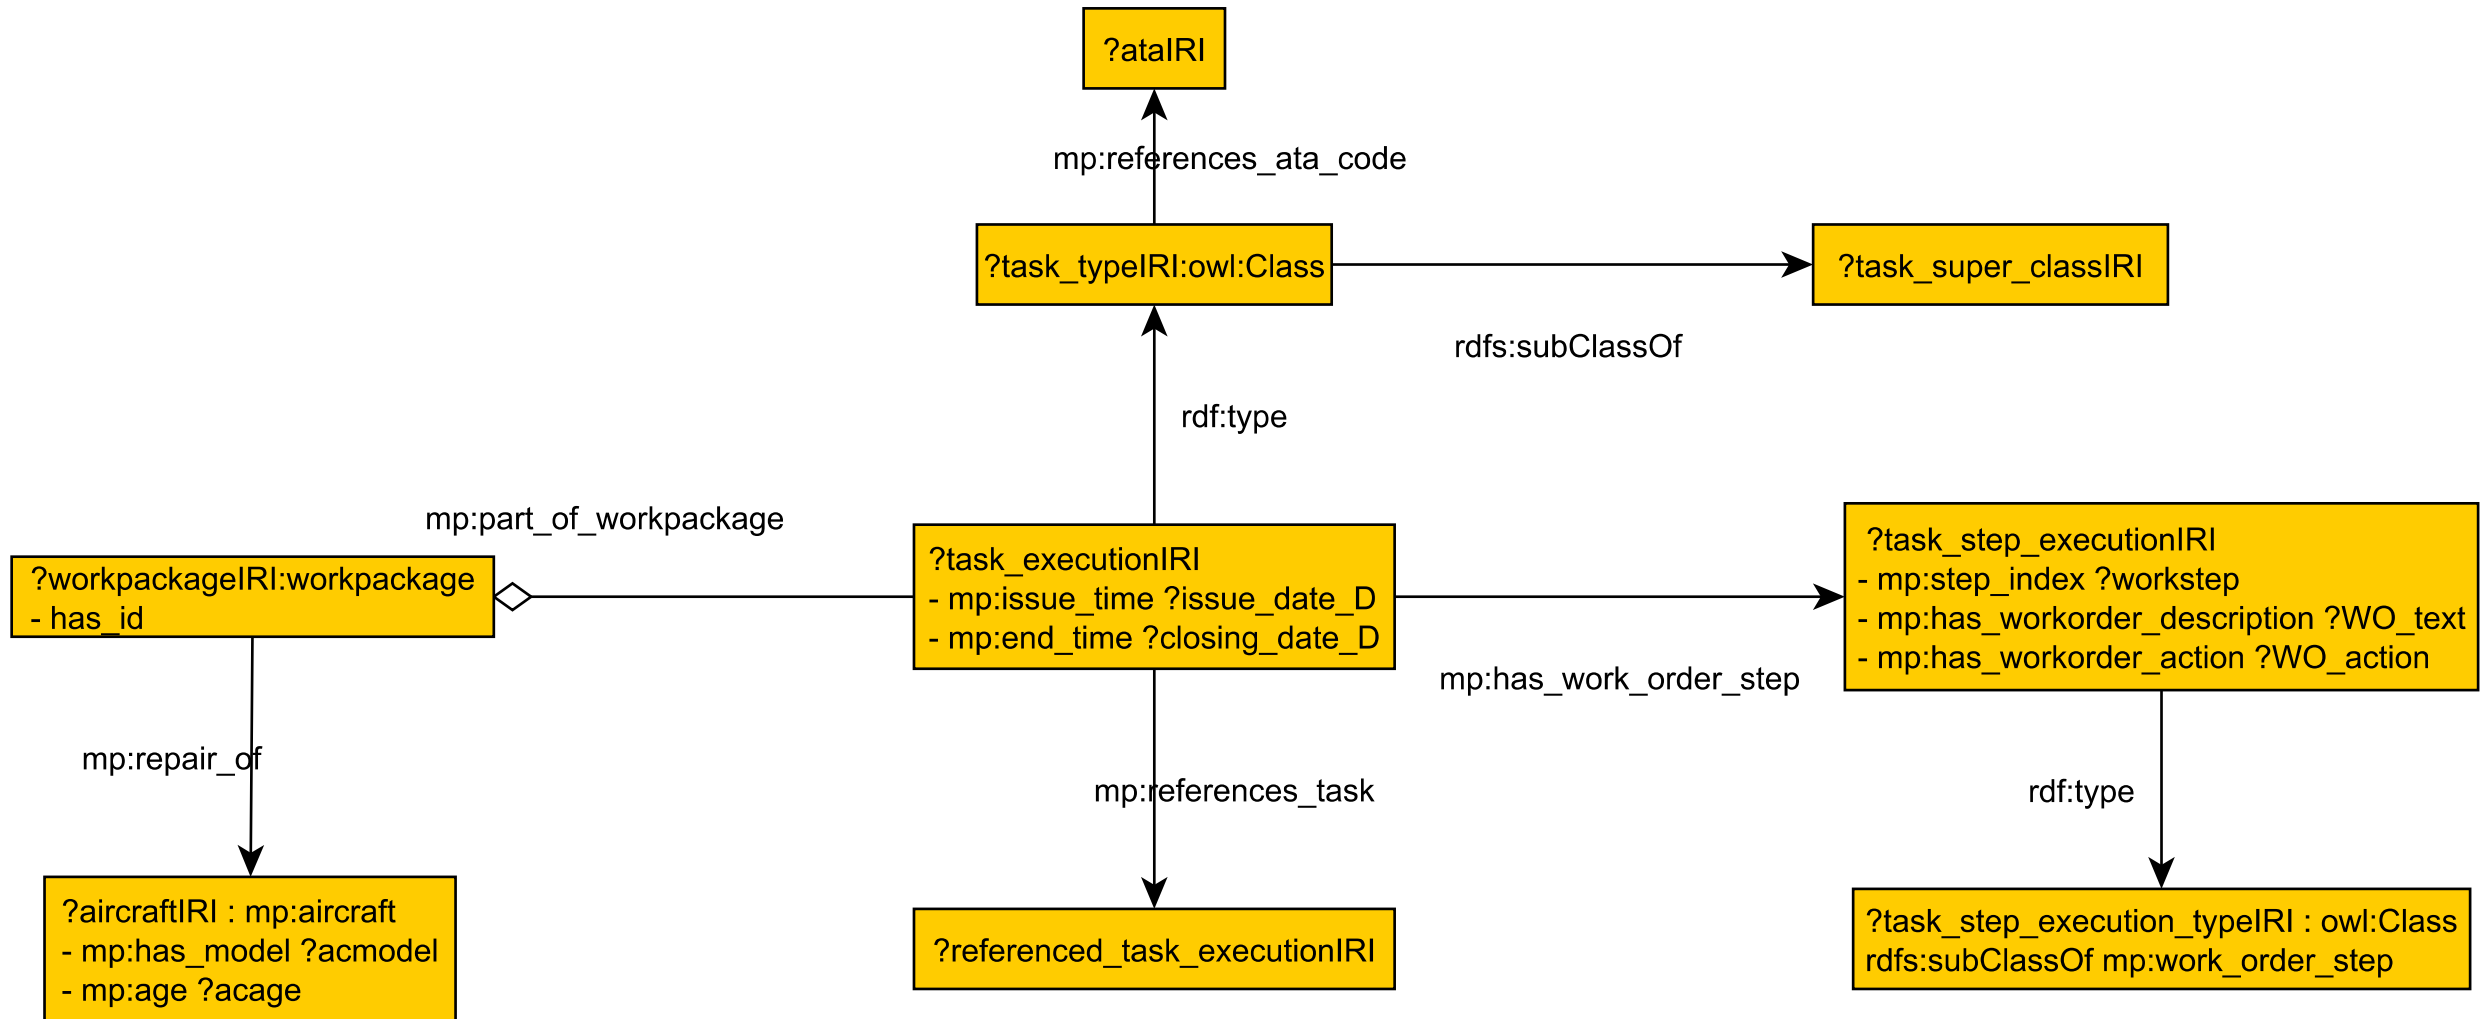 ?ataIRI
mp:references_ata_code
?task_typeIRI:owl:Class
?task_super_classIRI
rdfs:subClassOf
rdf:type
mp:part_of_workpackage
?workpackageIRI:workpackage
- has_id
?task_executionIRI
- mp:issue_time ?issue_date_D
- mp:end_time ?closing_date_D
?task_step_executionIRI
- mp:step_index ?workstep
- mp:has_workorder_description ?WO_text
- mp:has_workorder_action ?WO_action
mp:has_work_order_step
mp:repair_of
mp:references_task
rdf:type
?aircraftIRI : mp:aircraft
- mp:has_model ?acmodel
- mp:age ?acage
?referenced_task_executionIRI
?task_step_execution_typeIRI : owl:Class
rdfs:subClassOf mp:work_order_step